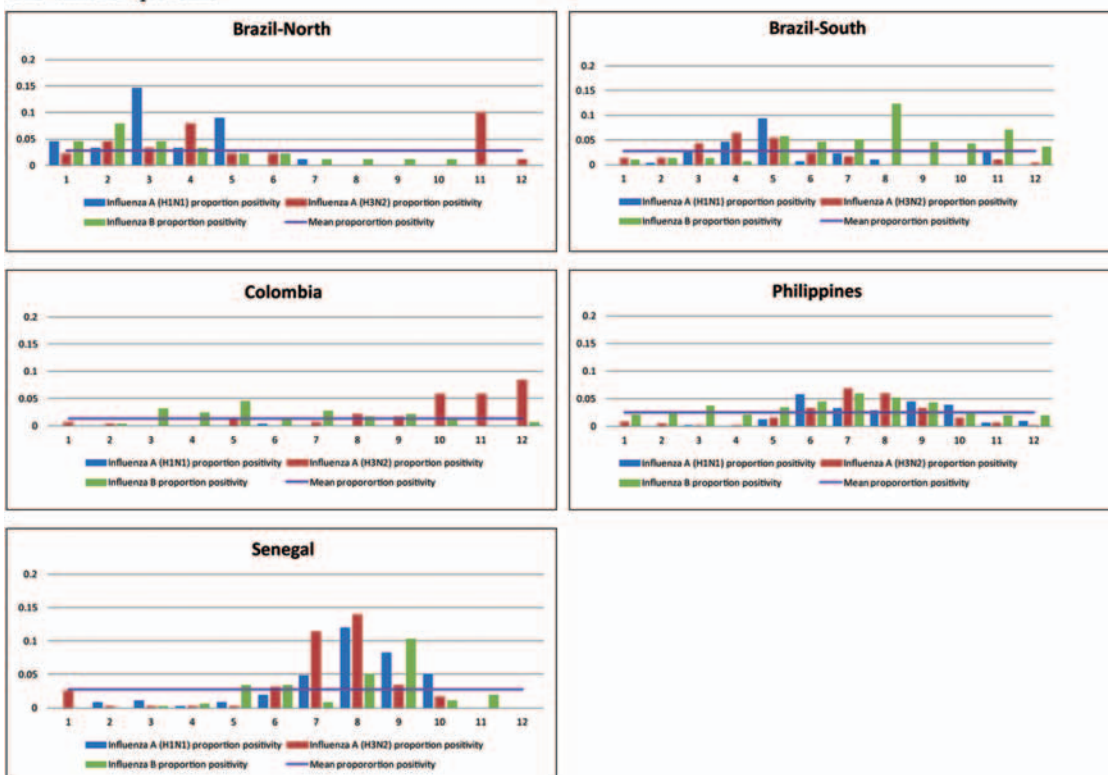 Brazil-North
0.2
0.15
0.1
0.05
0
1 2 3 4 5 6 7 8 9 10 11 12
Influenza A (H1N1) proportion positivity Influenza A (H3N2) proportion positivity
Influenza B proportion positivity Mean proporortion positivity
Brazil-South
0.2
0.15
0.1
0.05
0
1 2 3 4 5 6 7 8 9 10 11 12
Influenza A (H1N1) proportion positivity Influenza A (H3N2) proportion positivity
Influenza B proportion positivity Mean proporortion positivity
Colombia
0.2
0.15
0.1
0.05
0
1 2 3 4 5 6 7 8 9 10 11 12
Influenza A (H1N1) proportion positivity Influenza A (H3N2) proportion positivity
Influenza B proportion positivity Mean proporortion positivity
Philippines
0.2
0.15
0.1
0.05
0
1 2 3 4 5 6 7 8 9 10 11 12
Influenza A (H1N1) proportion positivity Influenza A (H3N2) proportion positivity
Influenza B proportion positivity Mean proporortion positivity
Senegal
0.2
0.15
0.1
0.05
0
1 2 3 4 5 6 7 8 9 10 11 12
Influenza A (H1N1) proportion positivity Influenza A (H3N2) proportion positivity
Influenza B proportion positivity Mean proporortion positivity